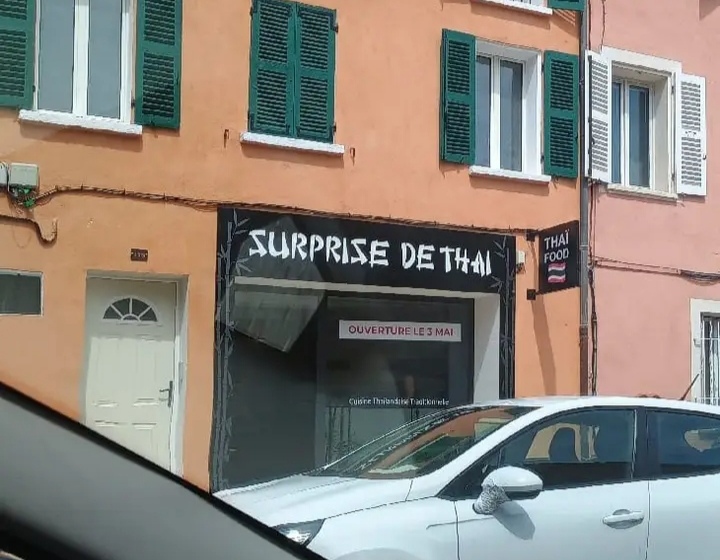 SURPRISE DE THAI
THAÏ
FOOD
OUVERTURE LE 3 MAI
Cuisine Thaïlandaise Traditionnelle